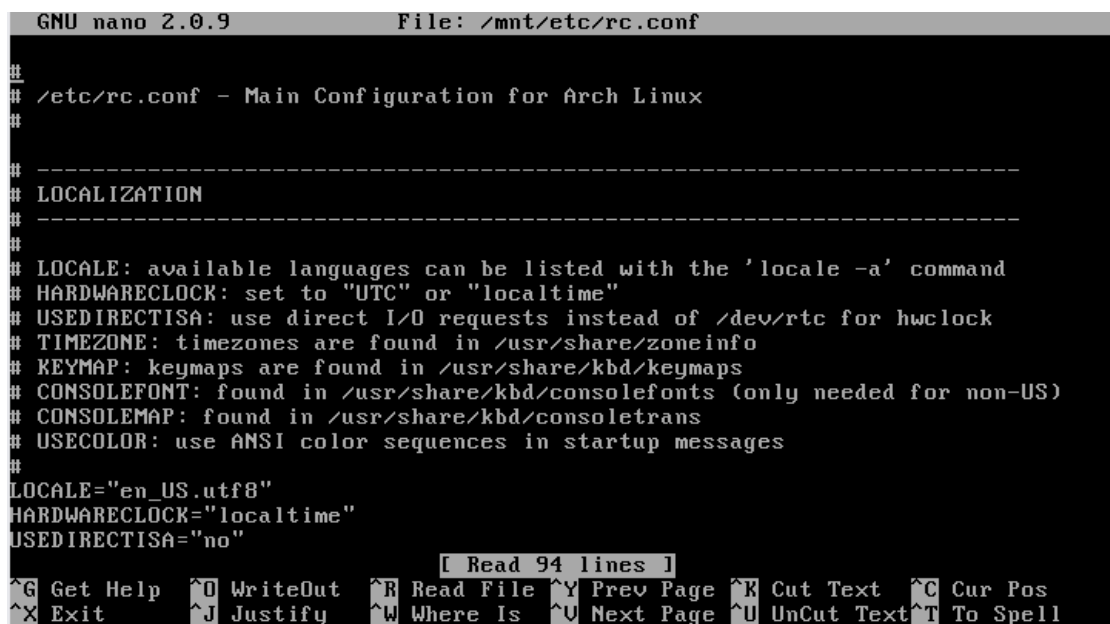 GNU nano 2.0.9 File: /mnt/etc/rc.conf
#
# /etc/rc.conf - Main Configuration for Arch Linux
#
# -----------------------------------------------------------------------
# LOCALIZATION
# -----------------------------------------------------------------------
#
# LOCALE: available languages can be listed with the 'locale -a' command
# HARDWARECLOCK: set to "UTC" or "localtime"
# USEDIRECTISA: use direct I/O requests instead of /dev/rtc for hwclock
# TIMEZONE: timezones are found in /usr/share/zoneinfo
# KEYMAP: keymaps are found in /usr/share/kbd/keymaps
# CONSOLEFONT: found in /usr/share/kbd/consolefonts (only needed for non-US)
# CONSOLEMAP: found in /usr/share/kbd/consoletrans
# USECOLOR: use ANSI color sequences in startup messages
#
LOCALE="en_US.utf8"
HARDWARECLOCK="localtime"
USEDIRECTISA="no"
[ Read 94 lines ]
^G Get Help ^O WriteOut ^R Read File ^Y Prev Page ^K Cut Text ^C Cur Pos
^X Exit ^J Justify ^W Where Is ^V Next Page ^U UnCut Text ^T To Spell